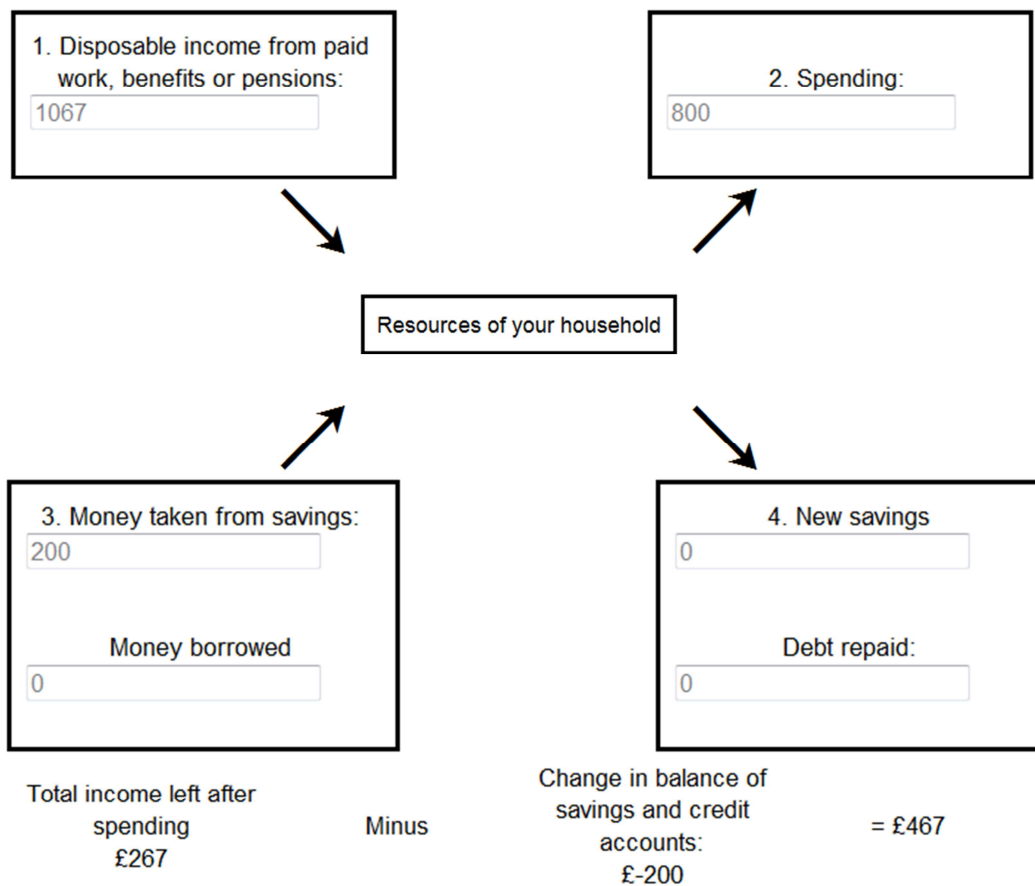 1. Disposable income from paid
work, benefits or pensions:
1067
2. Spending:
800
Resources of your household
3. Money taken from savings:
200
Money borrowed
0
4. New savings
0
Debt repaid:
0
Total income left after
spending
£267
Minus
Change in balance of
savings and credit
accounts:
£-200
= £467